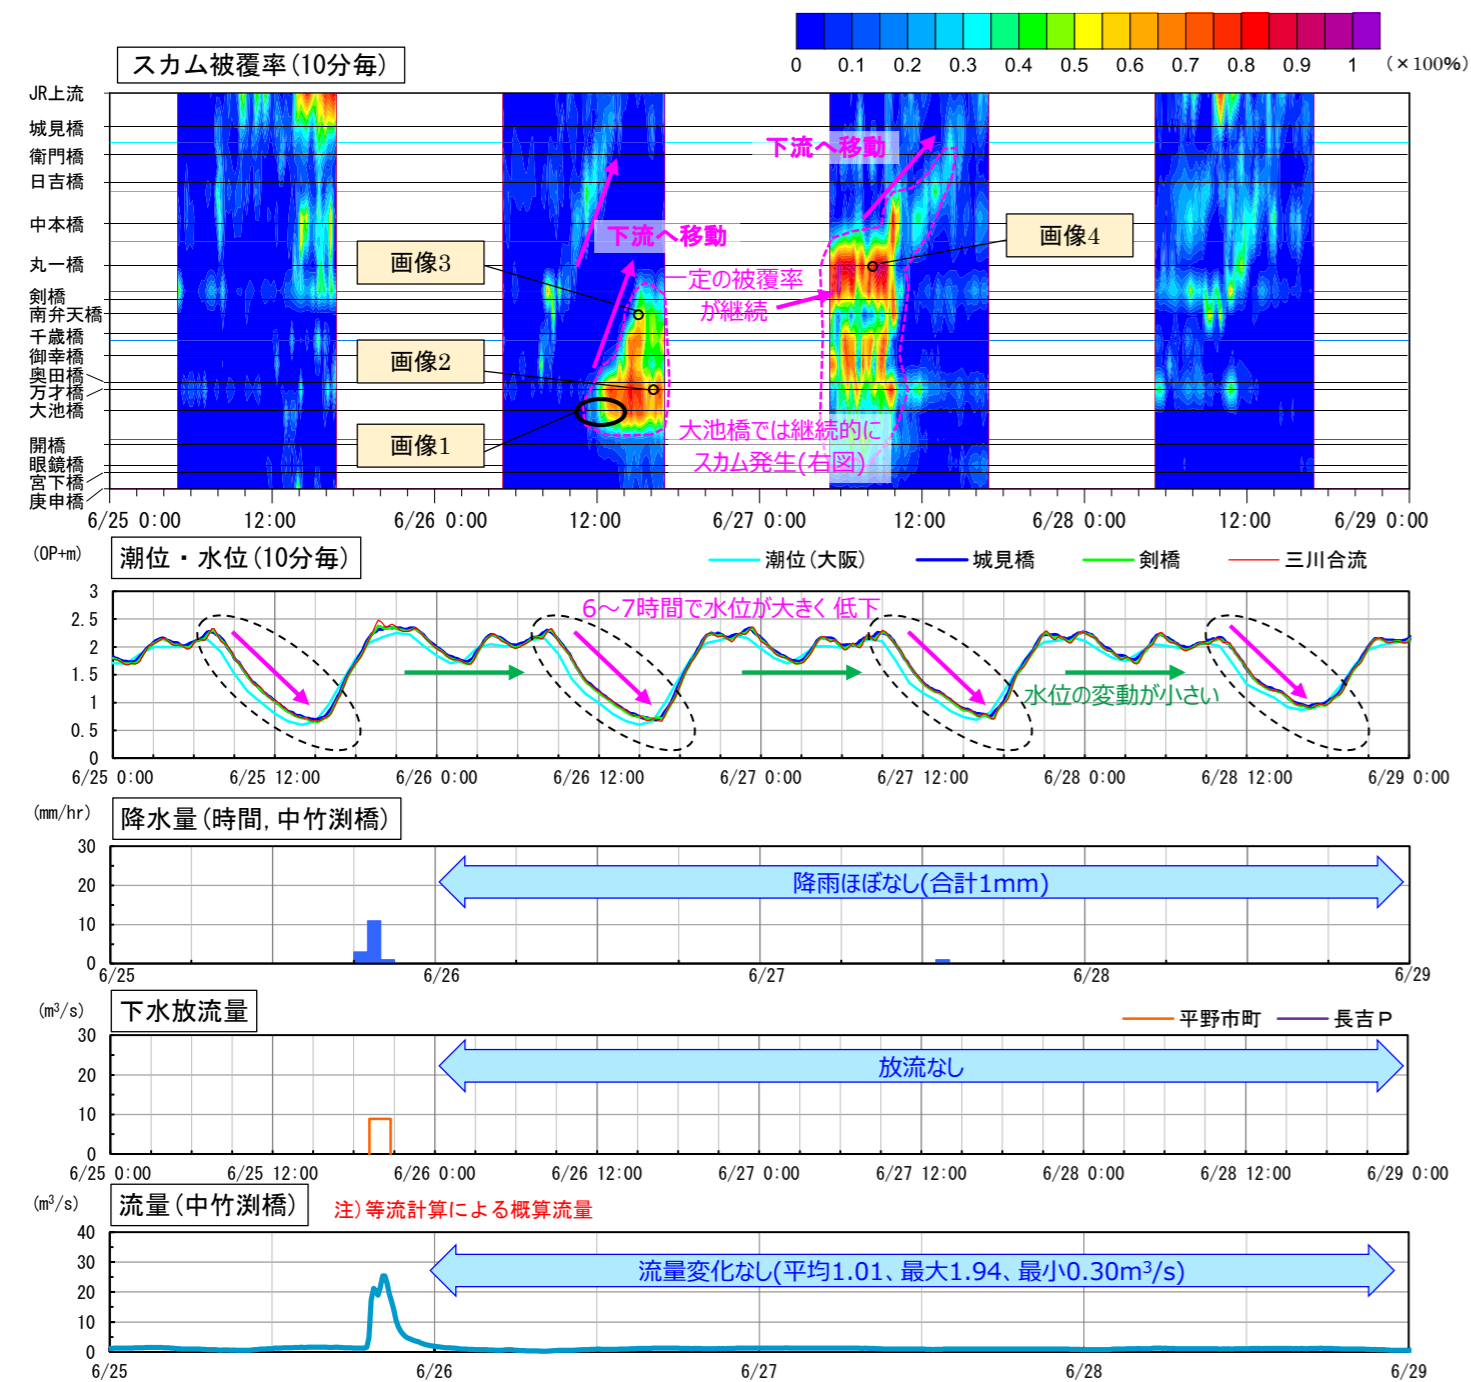 0 0.1 0.2 0.3 0.4 0.5 0.6 0.7 0.8 0.9 1 (×100%)
スカム被覆率(10分毎)
JR上流
城見橋
衛門橋
日吉橋
中本橋
丸一橋
剣橋
南弁天橋
千歳橋
御幸橋
奥田橋
万才橋
大池橋
開橋
眼鏡橋
宮下橋
庚申橋
下流へ移動
下流へ移動
画像3
画像4
一定の被覆率
が継続
画像2
画像1
大池橋では継続的に
スカム発生(右図)
6/25 0:00 12:00 6/26 0:00 12:00 6/27 0:00 12:00 6/28 0:00 12:00 6/29 0:00
(OP+m)
潮位・水位(10分毎)
潮位(大阪) 城見橋 剣橋 三川合流
3
2.5
2
1.5
1
0.5
0
6~7時間で水位が大きく低下
水位の変動が小さい
6/25 0:00 6/25 12:00 6/26 0:00 6/26 12:00 6/27 0:00 6/27 12:00 6/28 0:00 6/28 12:00 6/29 0:00
(mm/hr)
降水量(時間,中竹渕橋)
30
20
10
0
降雨ほぼなし(合計1mm)
6/25 6/26 6/27 6/28 6/29
(m³/s)
下水放流量
平野市町 長吉P
30
20
10
0
放流なし
6/25 0:00 6/25 12:00 6/26 0:00 6/26 12:00 6/27 0:00 6/27 12:00 6/28 0:00 6/28 12:00 6/29 0:00
(m³/s)
流量(中竹渕橋)
注)等流計算による概算流量
40
30
20
10
0
流量変化なし(平均1.01、最大1.94、最小0.30m³/s)
6/25 6/26 6/27 6/28 6/29